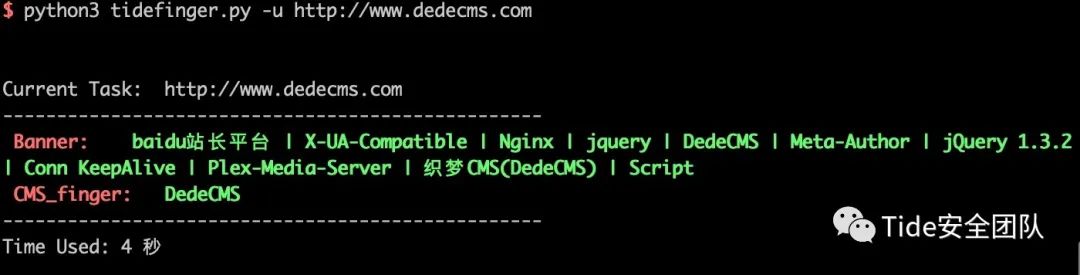 $ python3 tidefinger.py -u http://www.dedecms.com
Current Task:  http://www.dedecms.com
--------------------------------------------------
Banner:    baidu站长平台 | X-UA-Compatible | Nginx | jquery | DedeCMS | Meta-Author | jQuery 1.3.2
| Conn KeepAlive | Plex-Media-Server | 织梦CMS(DedeCMS) | Script
CMS_finger:   DedeCMS
--------------------------------------------------
Time Used: 4 秒
Tide安全团队